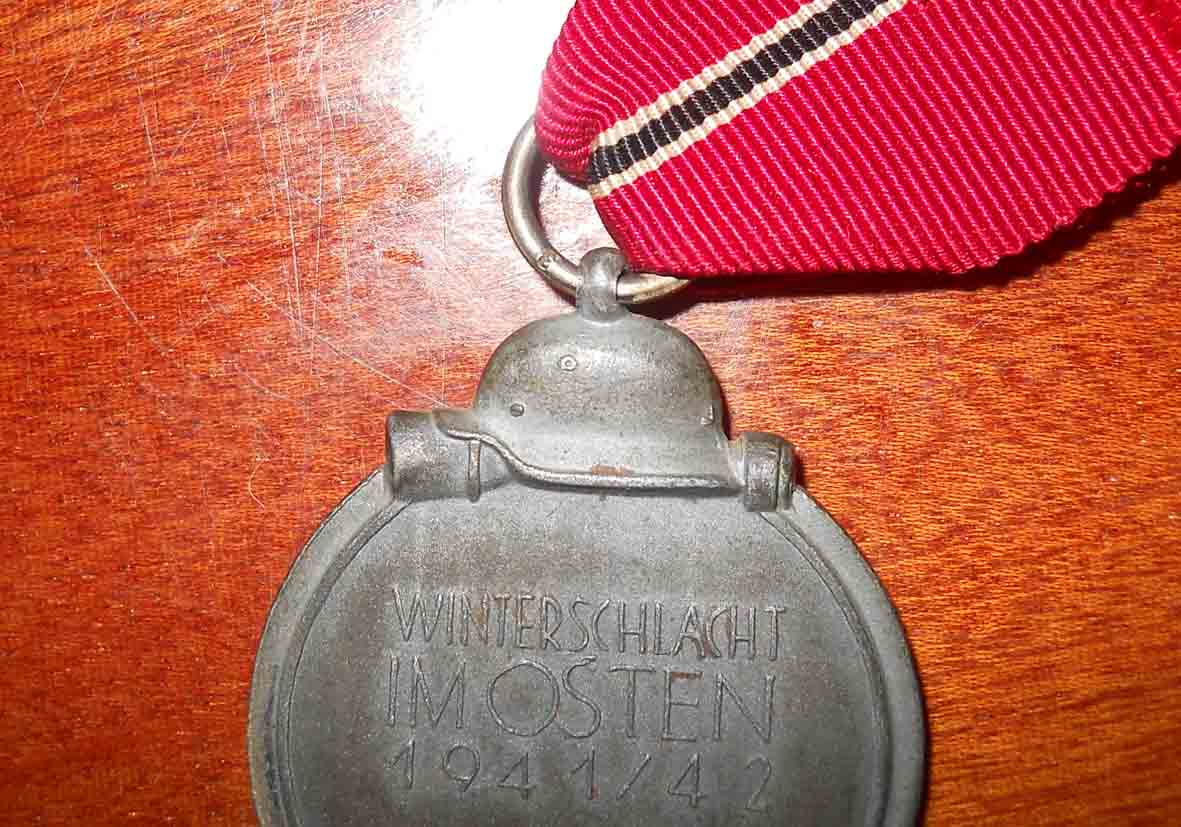 WINTERSCHLACHT
IM OSTEN
1941/42